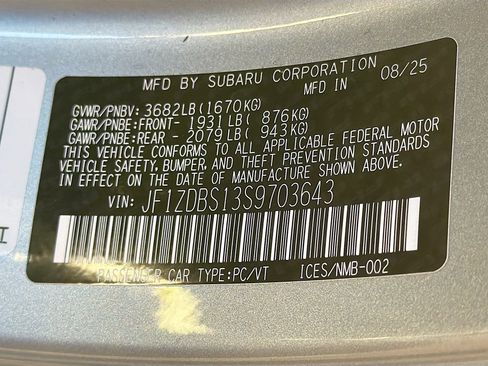 MFD BY SUBARU CORPORATION
MFD IN 08/25
GVWR/PNBV: 3682LB(1670KG)
GAWR/PNBE:FRONT- 1931LB( 876KG)
GAWR/PNBE:REAR - 2079LB( 943KG)
THIS VEHICLE CONFORMS TO ALL APPLICABLE FEDERAL MOTOR
VEHICLE SAFETY, BUMPER, AND THEFT PREVENTION STANDARDS
IN EFFECT ON THE DATE OF MANUFACTURE SHOWN ABOVE.
VIN: JF1ZDBS13S9703643
PASSENGER CAR TYPE:PC/VT ICES/NMB-002